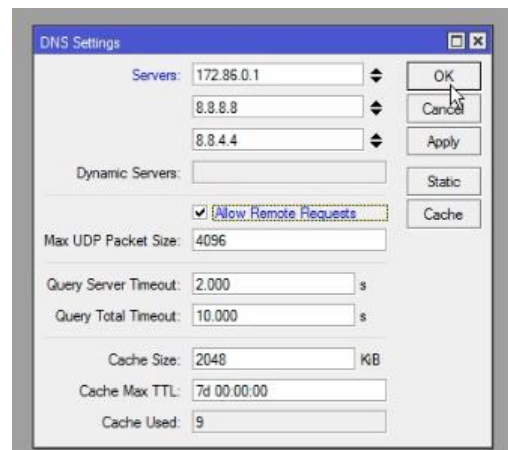 DNS Settings
Servers: 172.86.0.1 OK
8.8.8.8 Cancel
8.8.4.4 Apply
Dynamic Servers: Static
Allow Remote Requests Cache
Max UDP Packet Size: 4096
Query Server Timeout: 2.000 s
Query Total Timeout: 10.000 s
Cache Size: 2048 KiB
Cache Max TTL: 7d 00:00:00
Cache Used: 9